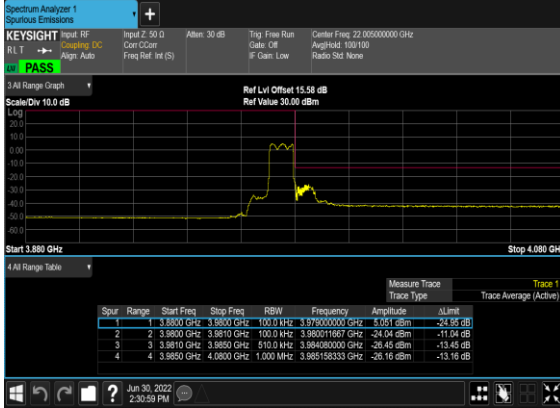 Spectrum Analyzer 1
Spurious Emissions
+
KEYSIGHT Input: RF Input Z: 50 Ω Atten: 30 dB Trig: Free Run Center Freq: 22.005000000 GHz
RLT Coupling: DC Corr CCorr Gate: Off Avg|Hold: 100/100
Align: Auto Freq Ref: Int (S) IF Gain: Low Radio Std: None
LXI PASS
3 All Range Graph
Ref Lvl Offset 15.58 dB
Scale/Div 10.0 dB Ref Value 30.00 dBm
Log
20.0
10.0
0.00
-10.0
-20.0
-30.0
-40.0
-50.0
-60.0
Start 3.880 GHz Stop 4.080 GH
4 All Range Table
Measure Trace Trace 1
Trace Type Trace Average (Active)
Spur Range Start Freq Stop Freq RBW Frequency Amplitude ΔLimit
1 1 3.8800 GHz 3.9800 GHz 100.0 kHz 3.979000000 GHz 5.051 dBm -24.95 dB
2 2 3.9800 GHz 3.9810 GHz 100.0 kHz 3.980011667 GHz -24.04 dBm -11.04 dB
3 3 3.9810 GHz 3.9850 GHz 510.0 kHz 3.984080000 GHz -26.45 dBm -13.45 dB
4 4 3.9850 GHz 4.0800 GHz 1.000 MHz 3.985158333 GHz -26.16 dBm -13.16 dB
?
Jun 30, 2022
2:30:59 PM